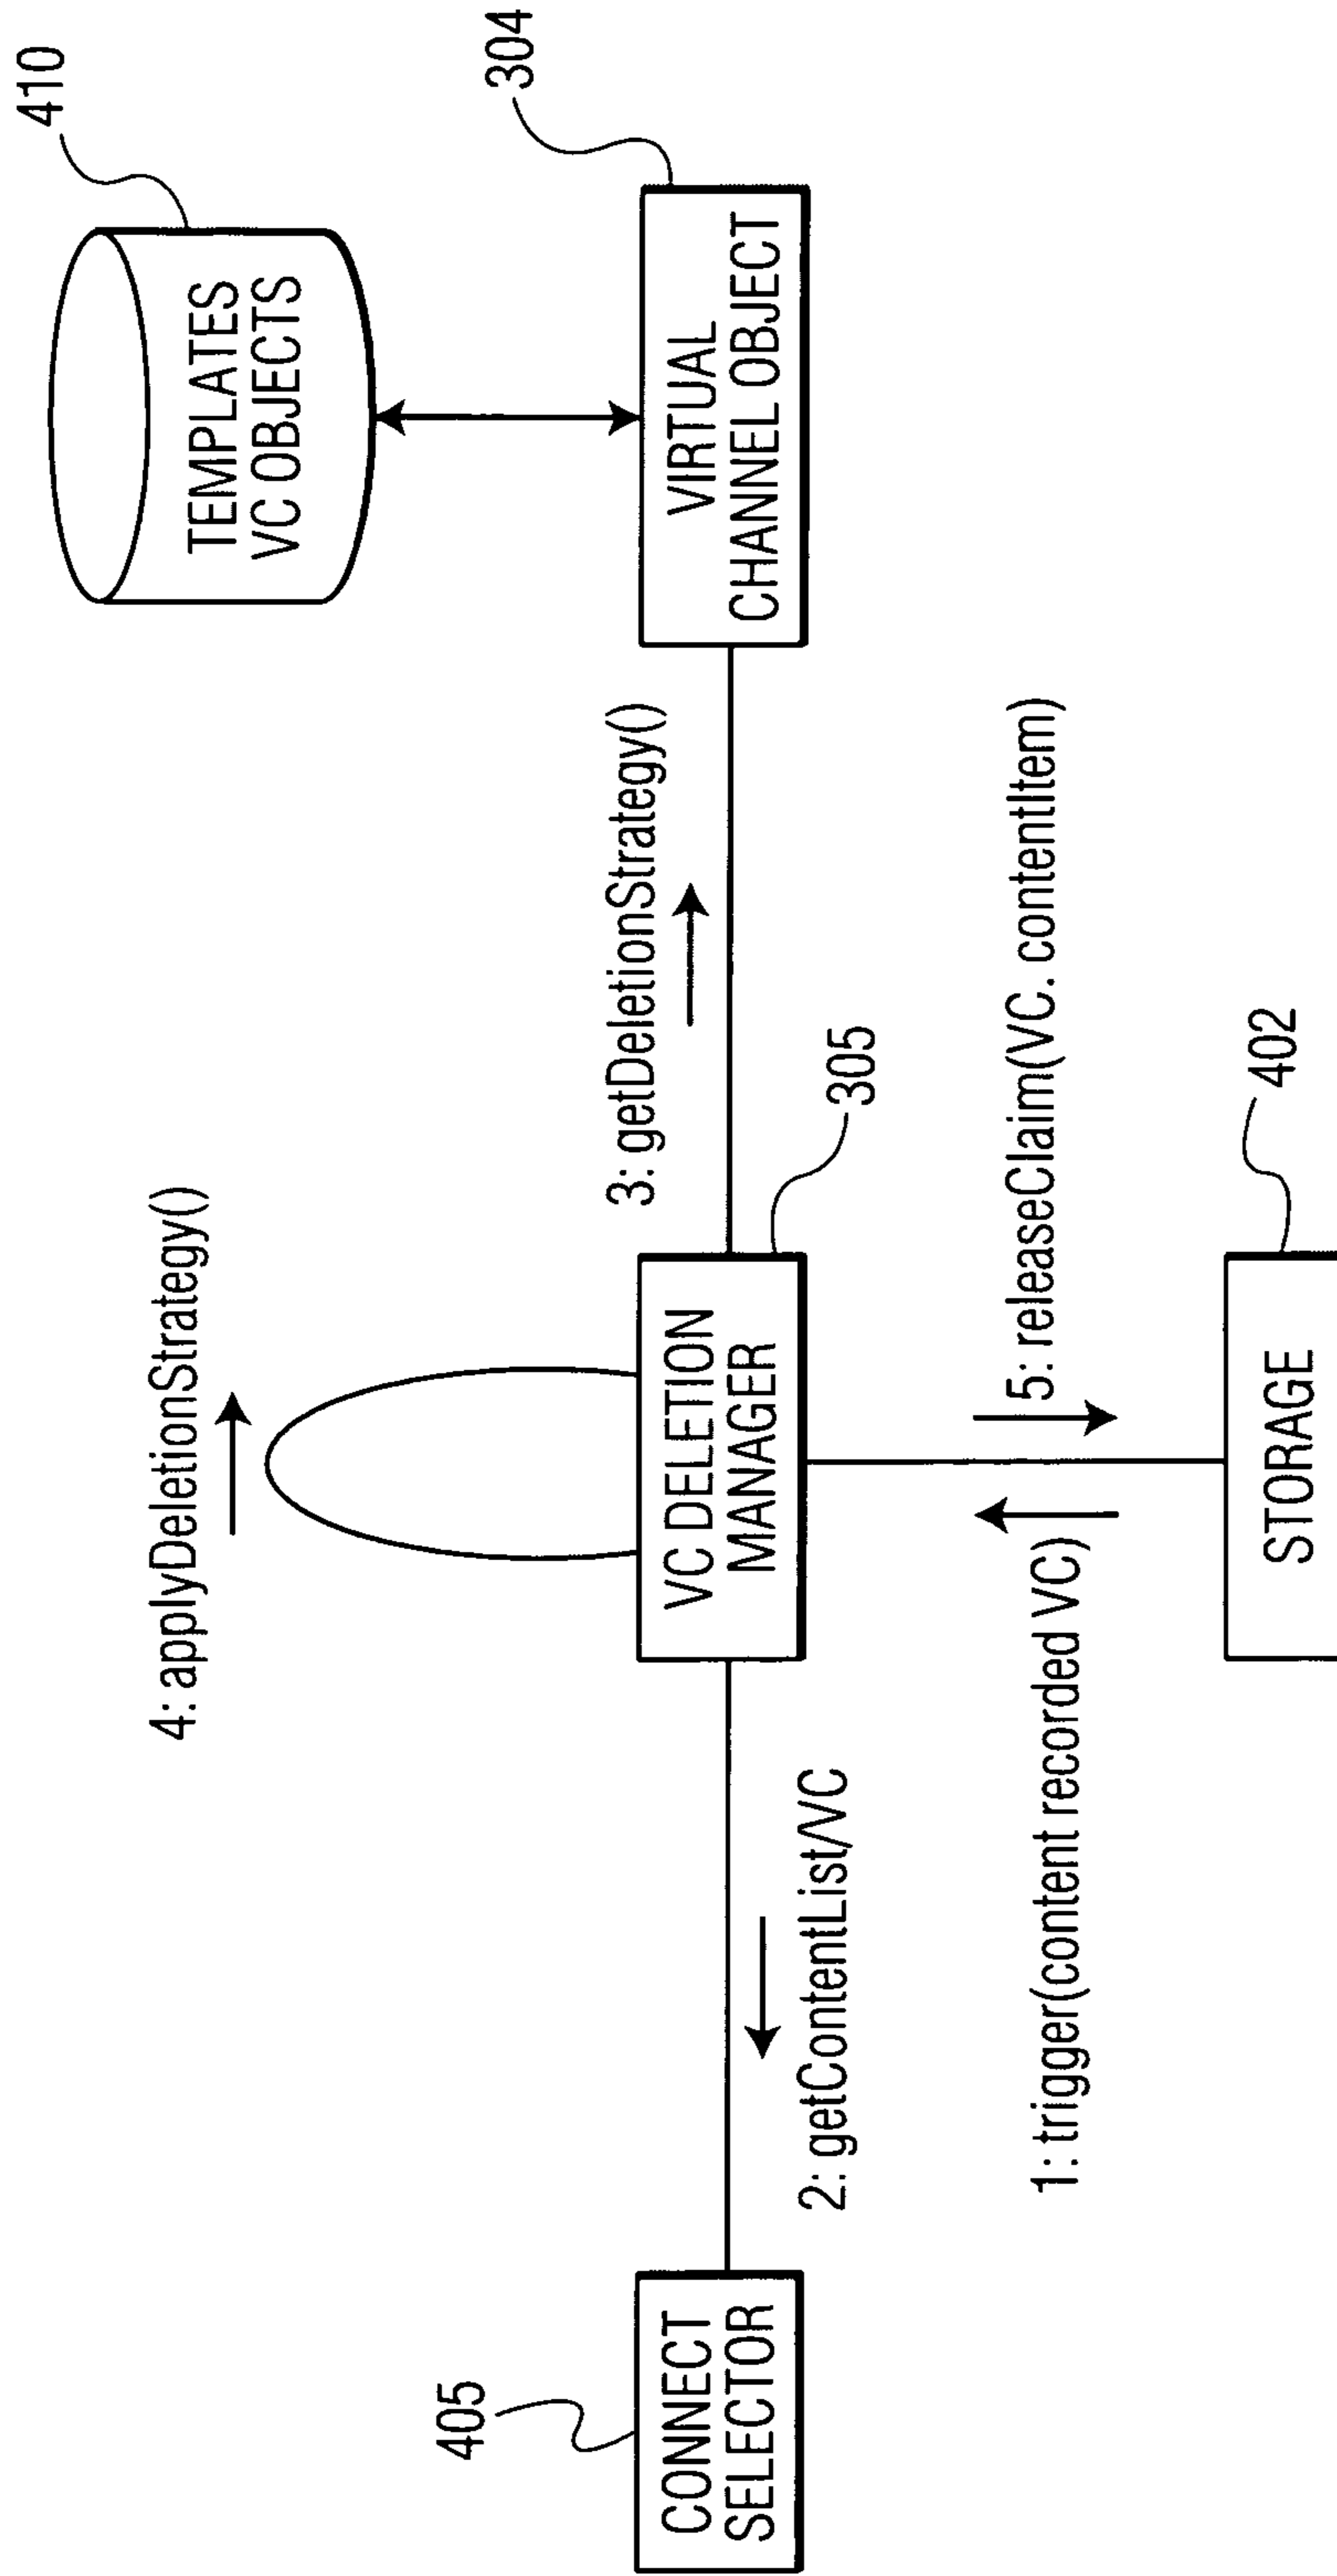 410
TEMPLATES
VC OBJECTS
304
VIRTUAL
CHANNEL OBJECT
4: applyDeletionStrategy()
3: getDeletionStrategy()
305
VC DELETION
MANAGER
405
CONNECT
SELECTOR
2: getContentList/VC
1: trigger(content recorded VC)
5: releaseClaim(VC. contentItem)
402
STORAGE